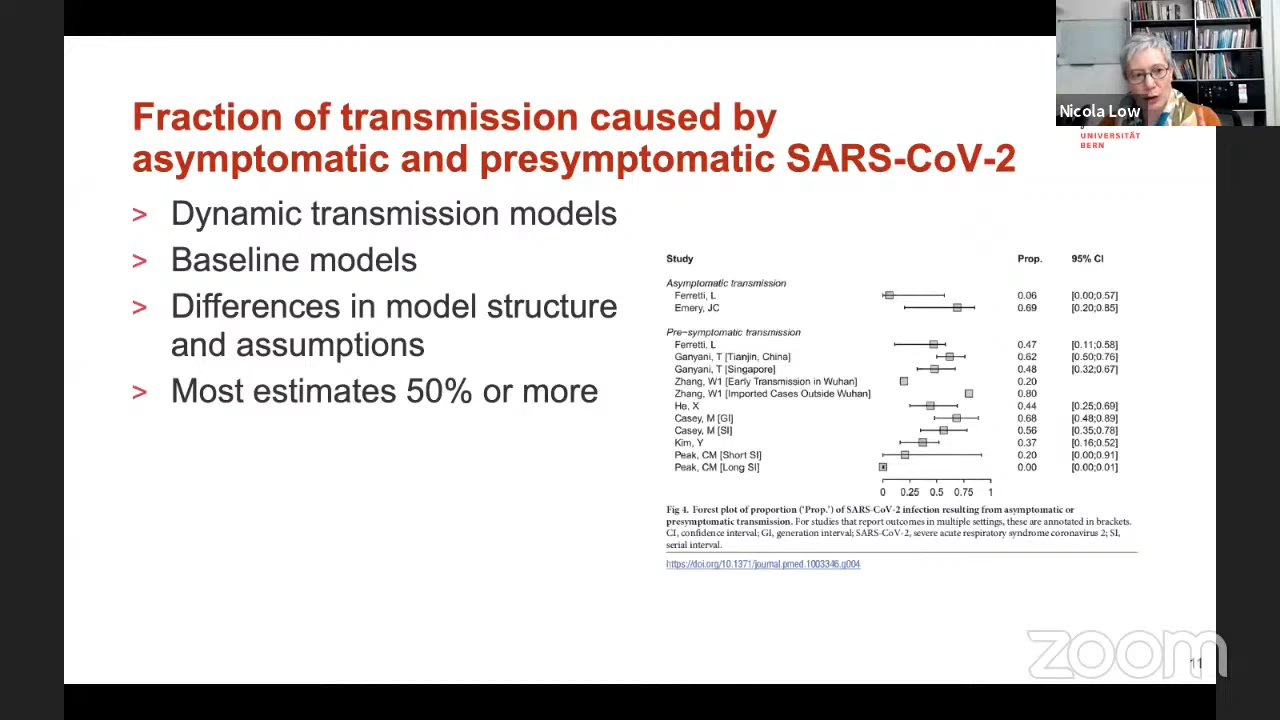 Fraction of transmission caused by
asymptomatic and presymptomatic SARS-CoV-2
Nicola Low
UNIVERSITÄT
BERN
> Dynamic transmission models
> Baseline models
> Differences in model structure
and assumptions
> Most estimates 50% or more
Study Prop. 95% CI
Asymptomatic transmission
Ferretti, L 0.06 [0.00;0.57]
Emery, JC 0.69 [0.20;0.85]
Pre-symptomatic transmission
Ferretti, L 0.47 [0.11;0.58]
Ganyani, T [Tianjin, China] 0.62 [0.50;0.76]
Ganyani, T [Singapore] 0.48 [0.32;0.67]
Zhang, W1 [Early Transmission in Wuhan] 0.20
Zhang, W1 [Imported Cases Outside Wuhan] 0.80
He, X 0.44 [0.25;0.69]
Casey, M [GI] 0.68 [0.48;0.89]
Casey, M [SI] 0.56 [0.35;0.78]
Kim, Y 0.37 [0.16;0.52]
Peak, CM [Short SI] 0.20 [0.00;0.91]
Peak, CM [Long SI] 0.00 [0.00;0.01]
0 0.25 0.5 0.75 1
Fig 4. Forest plot of proportion ('Prop.') of SARS-CoV-2 infection resulting from asymptomatic or
presymptomatic transmission. For studies that report outcomes in multiple settings, these are annotated in brackets.
CI, confidence interval; GI, generation interval; SARS-CoV-2, severe acute respiratory syndrome coronavirus 2; SI,
serial interval.
https://doi.org/10.1371/journal.pmed.1003346.g004
zoom
11